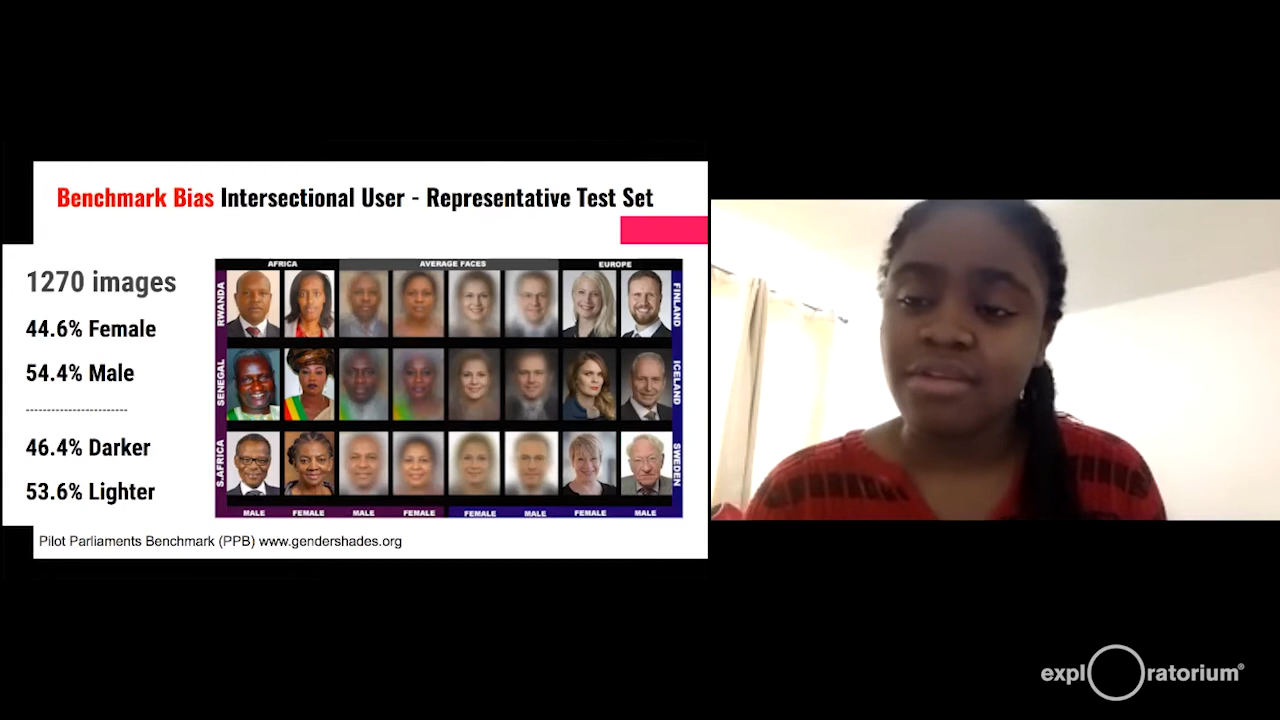 Benchmark Bias Intersectional User - Representative Test Set
1270 images
44.6% Female
54.4% Male
-------------------------
46.4% Darker
53.6% Lighter
AFRICA AVERAGE FACES EUROPE
RWANDA
FINLAND
SENEGAL
ICELAND
S.AFRICA
SWEDEN
MALE FEMALE MALE FEMALE FEMALE MALE FEMALE MALE
Pilot Parliaments Benchmark (PPB) www.gendershades.org
expl ratorium®